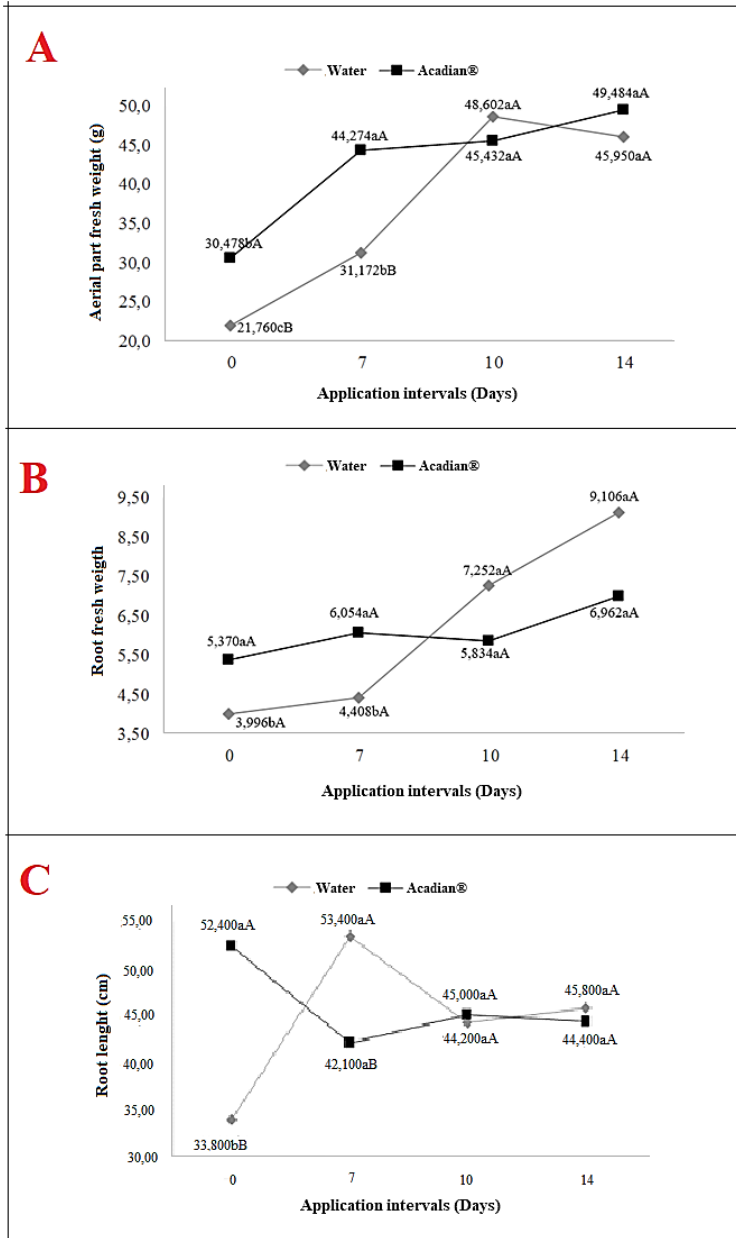 A
Water Acadian®
Aerial part fresh weight (g)
50,0
45,0
40,0
35,0
30,0
25,0
20,0
48,602aA
49,484aA
44,274aA
45,432aA
45,950aA
30,478bA
31,172bB
21,760cB
0 7 10 14
Application intervals (Days)
B
Water Acadian®
Root fresh weigth
9,50
8,50
7,50
6,50
5,50
4,50
3,50
9,106aA
7,252aA
6,054aA
6,962aA
5,370aA
5,834aA
4,408bA
3,996bA
0 7 10 14
Application intervals (Days)
C
Water Acadian®
Root lenght (cm)
55,00
50,00
45,00
40,00
35,00
30,00
52,400aA
53,400aA
45,000aA
45,800aA
44,200aA
44,400aA
42,100aB
33,800bB
0 7 10 14
Application intervals (Days)